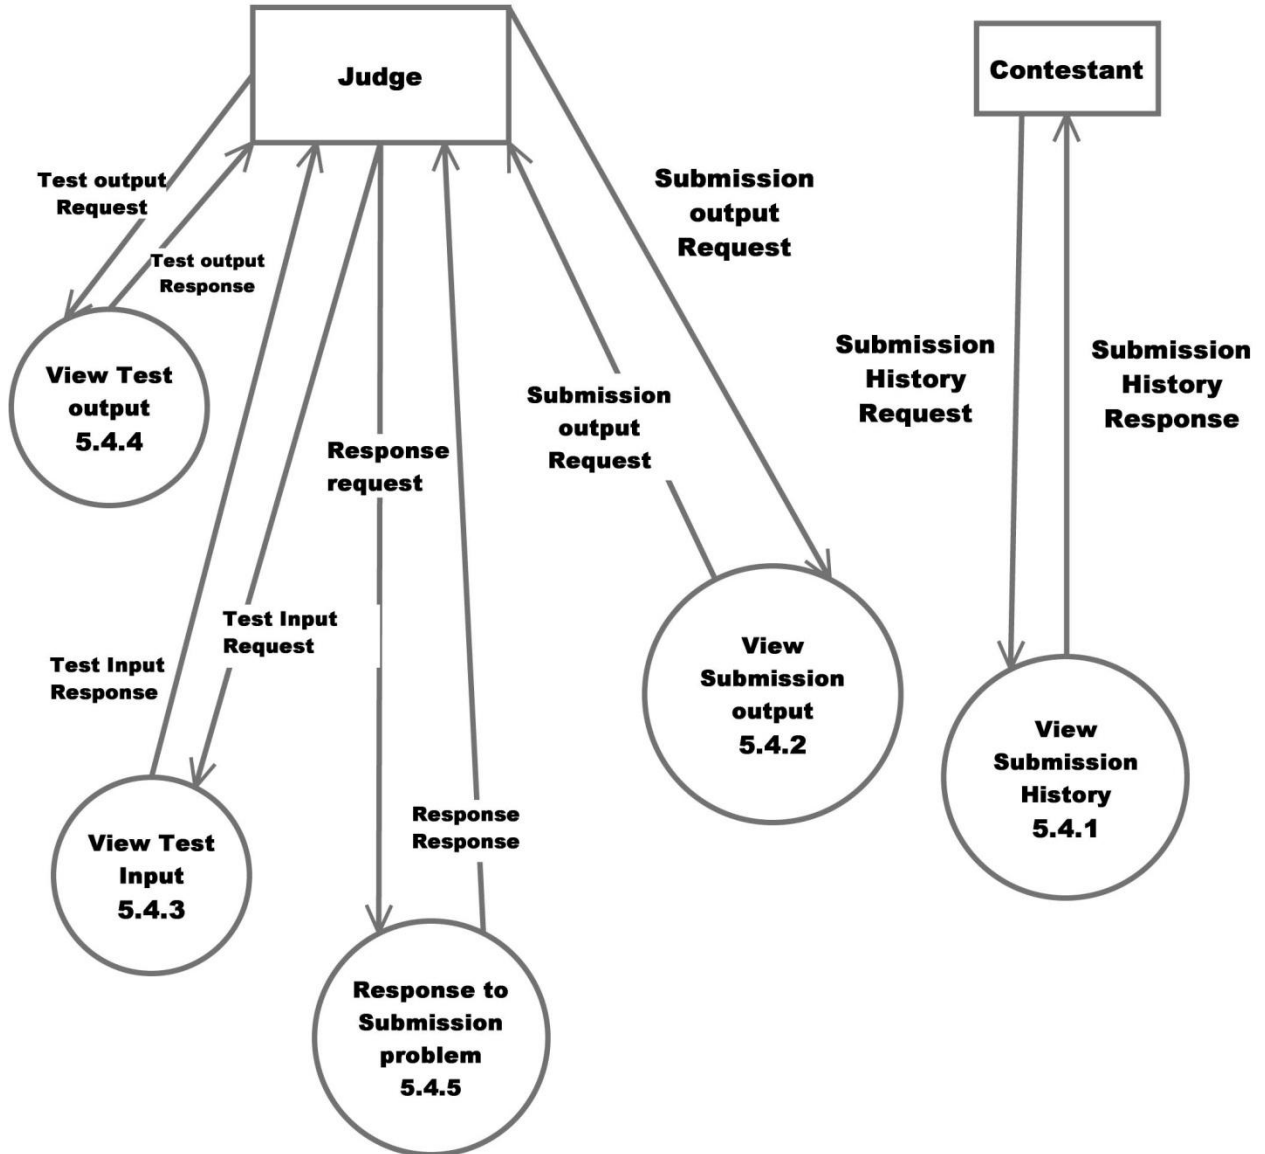 Judge
Contestant
Test output
Request
Test output
Response
Submission
output
Request
Submission
History
Request
Submission
History
Response
View Test
output
5.4.4
Response
request
Submission
output
Request
Test Input
Request
Test Input
Response
View
Submission
output
5.4.2
View
Submission
History
5.4.1
Response
Response
View Test
Input
5.4.3
Response to
Submission
problem
5.4.5